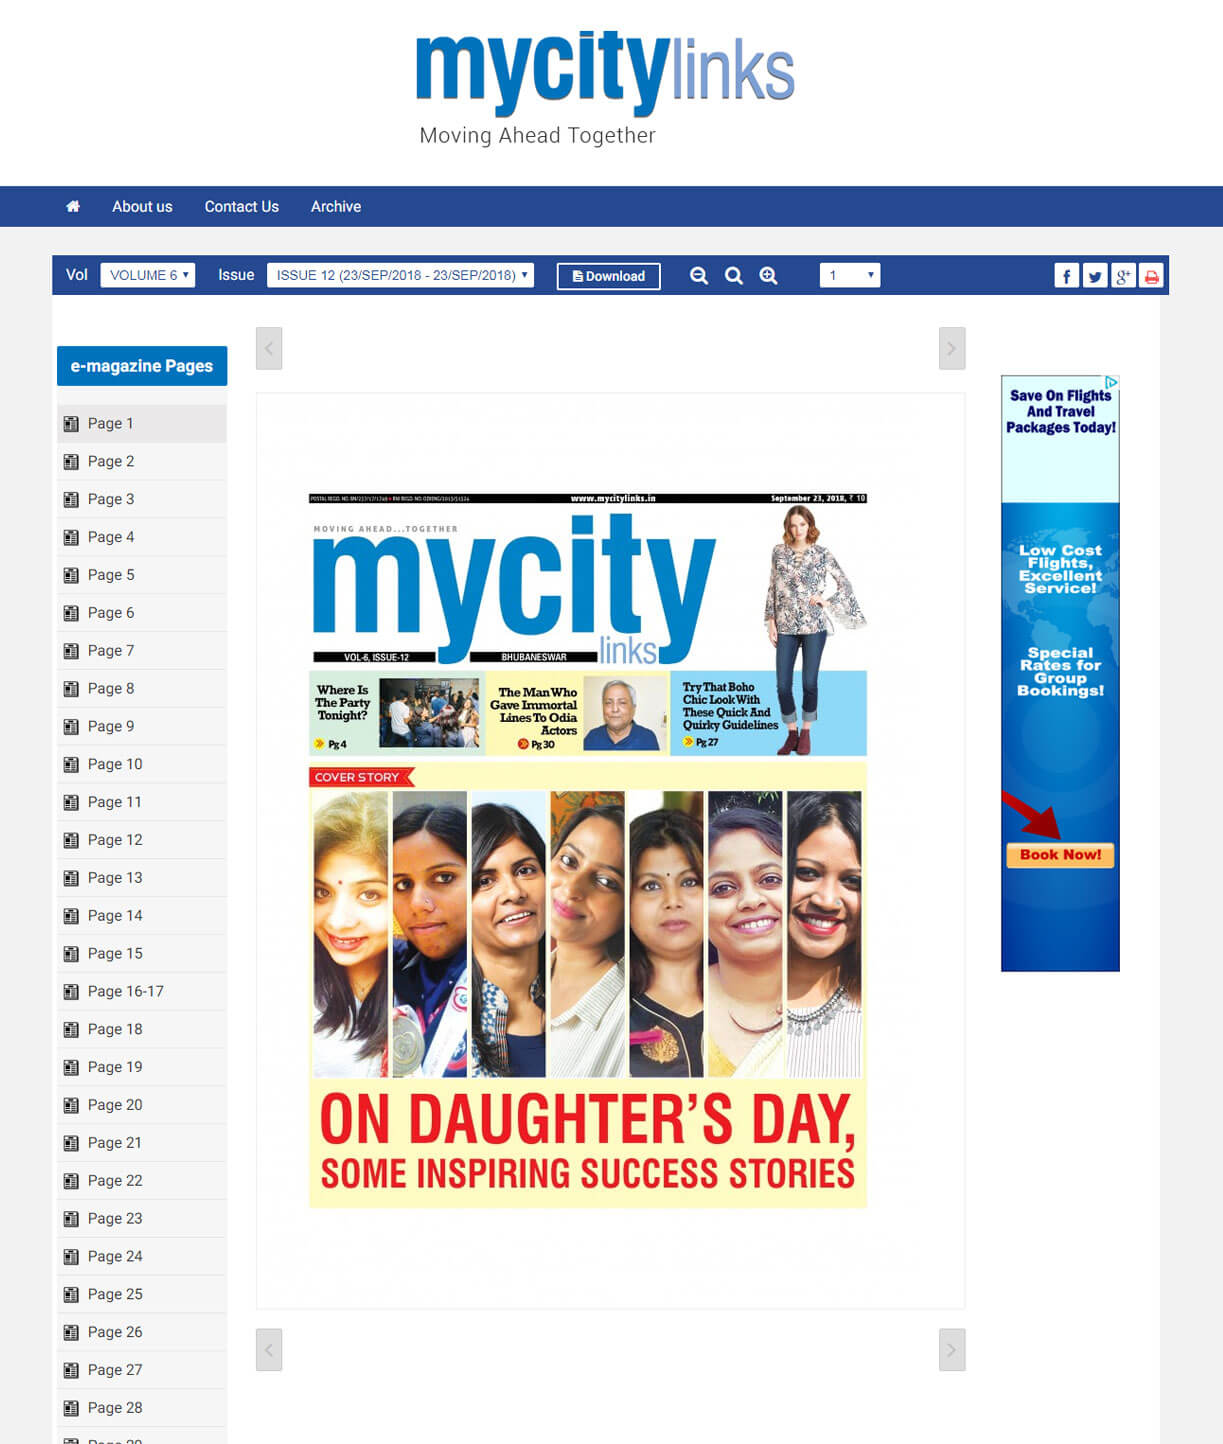 mycitylinks
Moving Ahead Together
About us Contact Us Archive
Vol VOLUME 6 Issue ISSUE 12 (23/SEP/2018 - 23/SEP/2018) Download 1
e-magazine Pages
Page 1
Page 2
Page 3
Page 4
Page 5
Page 6
Page 7
Page 8
Page 9
Page 10
Page 11
Page 12
Page 13
Page 14
Page 15
Page 16-17
Page 18
Page 19
Page 20
Page 21
Page 22
Page 23
Page 24
Page 25
Page 26
Page 27
Page 28
www.mycitylinks.in
September 23, 2018, ₹ 10
MOVING AHEAD...TOGETHER
mycity
links
VOL-6, ISSUE-12
BHUBANESWAR
Where Is
The Party
Tonight?
Pg 4
The Man Who
Gave Immortal
Lines To Odia
Actors
Pg 30
Try That Boho
Chic Look With
These Quick And
Quirky Guidelines
Pg 27
COVER STORY
ON DAUGHTER'S DAY,
SOME INSPIRING SUCCESS STORIES
Save On Flights
And Travel
Packages Today!
Low Cost
Flights,
Excellent
Service!
Special
Rates for
Group
Bookings!
Book Now!